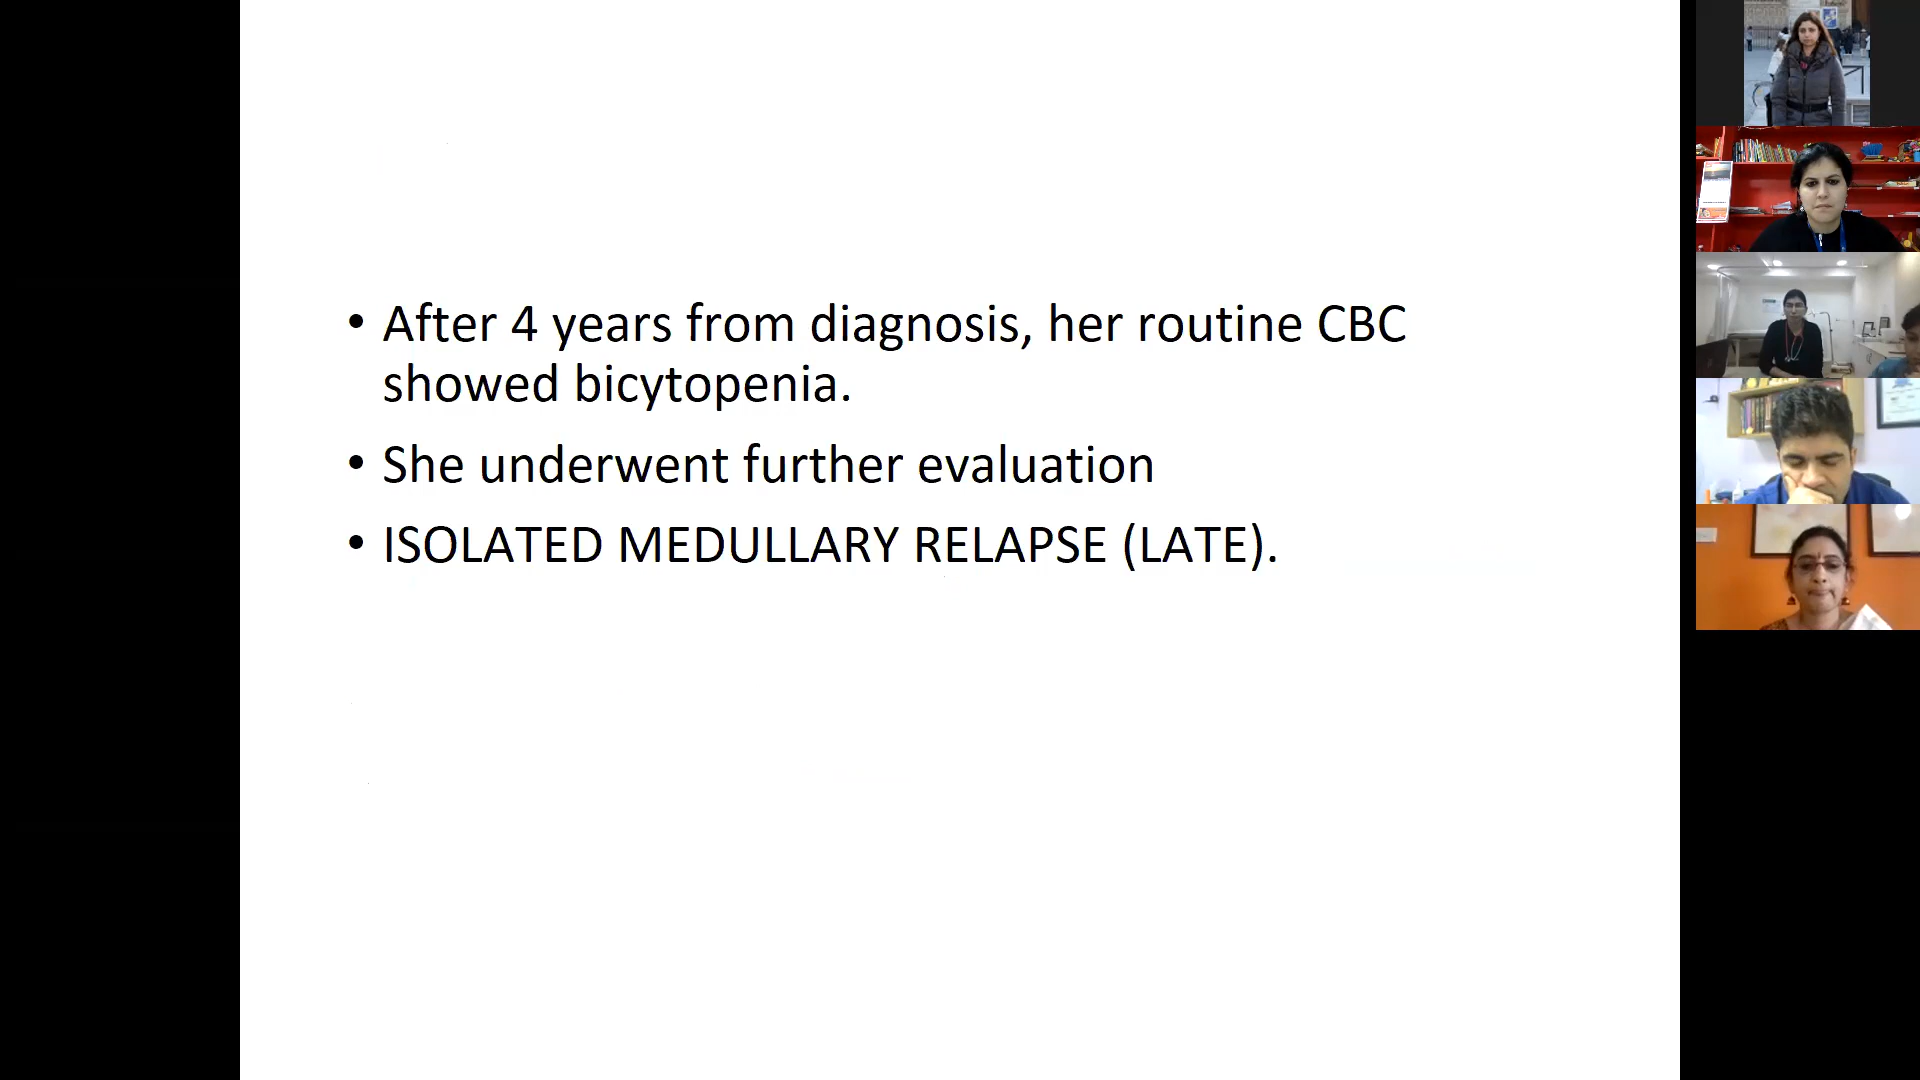 • After 4 years from diagnosis, her routine CBC
showed bicytopenia.
• She underwent further evaluation
• ISOLATED MEDULLARY RELAPSE (LATE).